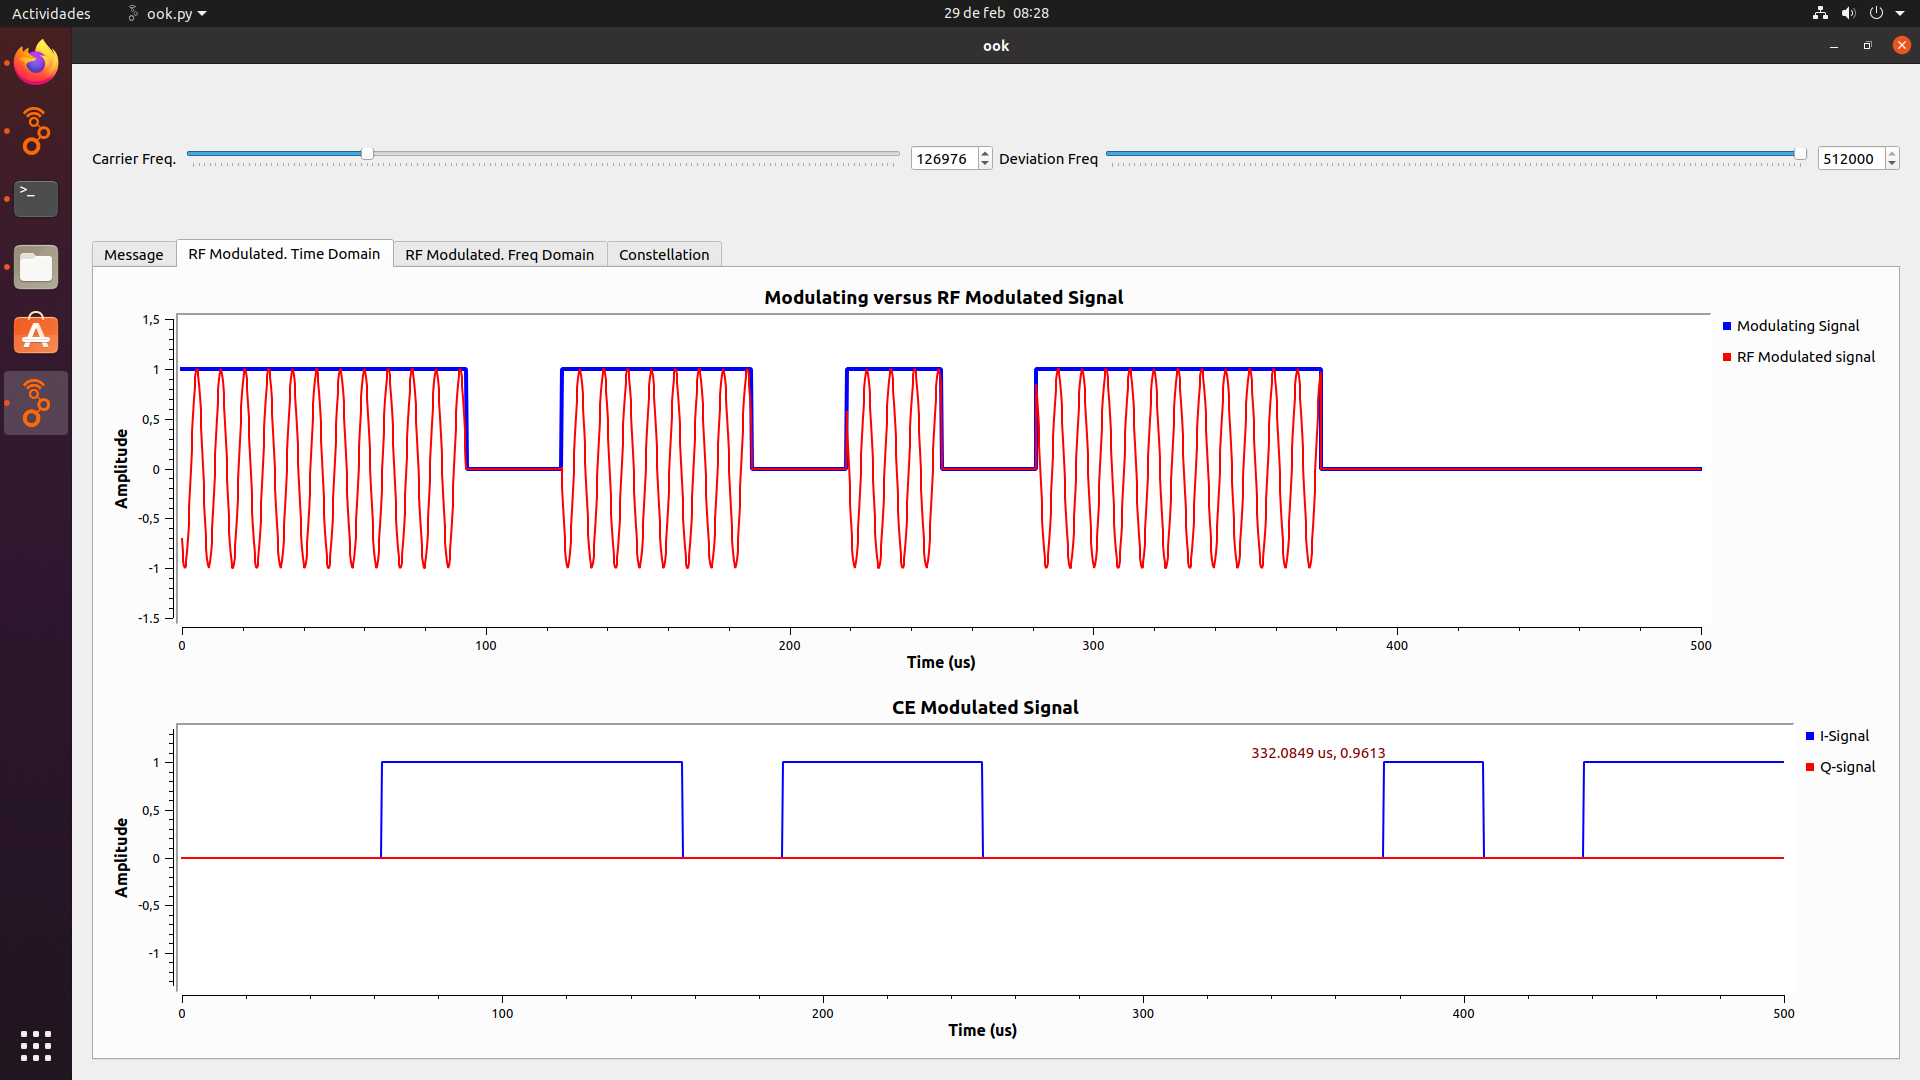 Actividades
ook.py
29 de feb 08:28
ook
Carrier Freq.
126976
Deviation Freq
512000
Message
RF Modulated. Time Domain
RF Modulated. Freq Domain
Constellation
Modulating versus RF Modulated Signal
1,5
1
0,5
0
-0,5
-1
-1.5
Amplitude
0
100
200
300
400
500
Time (us)
Modulating Signal
RF Modulated signal
CE Modulated Signal
332.0849 us, 0.9613
1
0,5
0
-0,5
-1
Amplitude
0
100
200
300
400
500
Time (us)
I-Signal
Q-signal